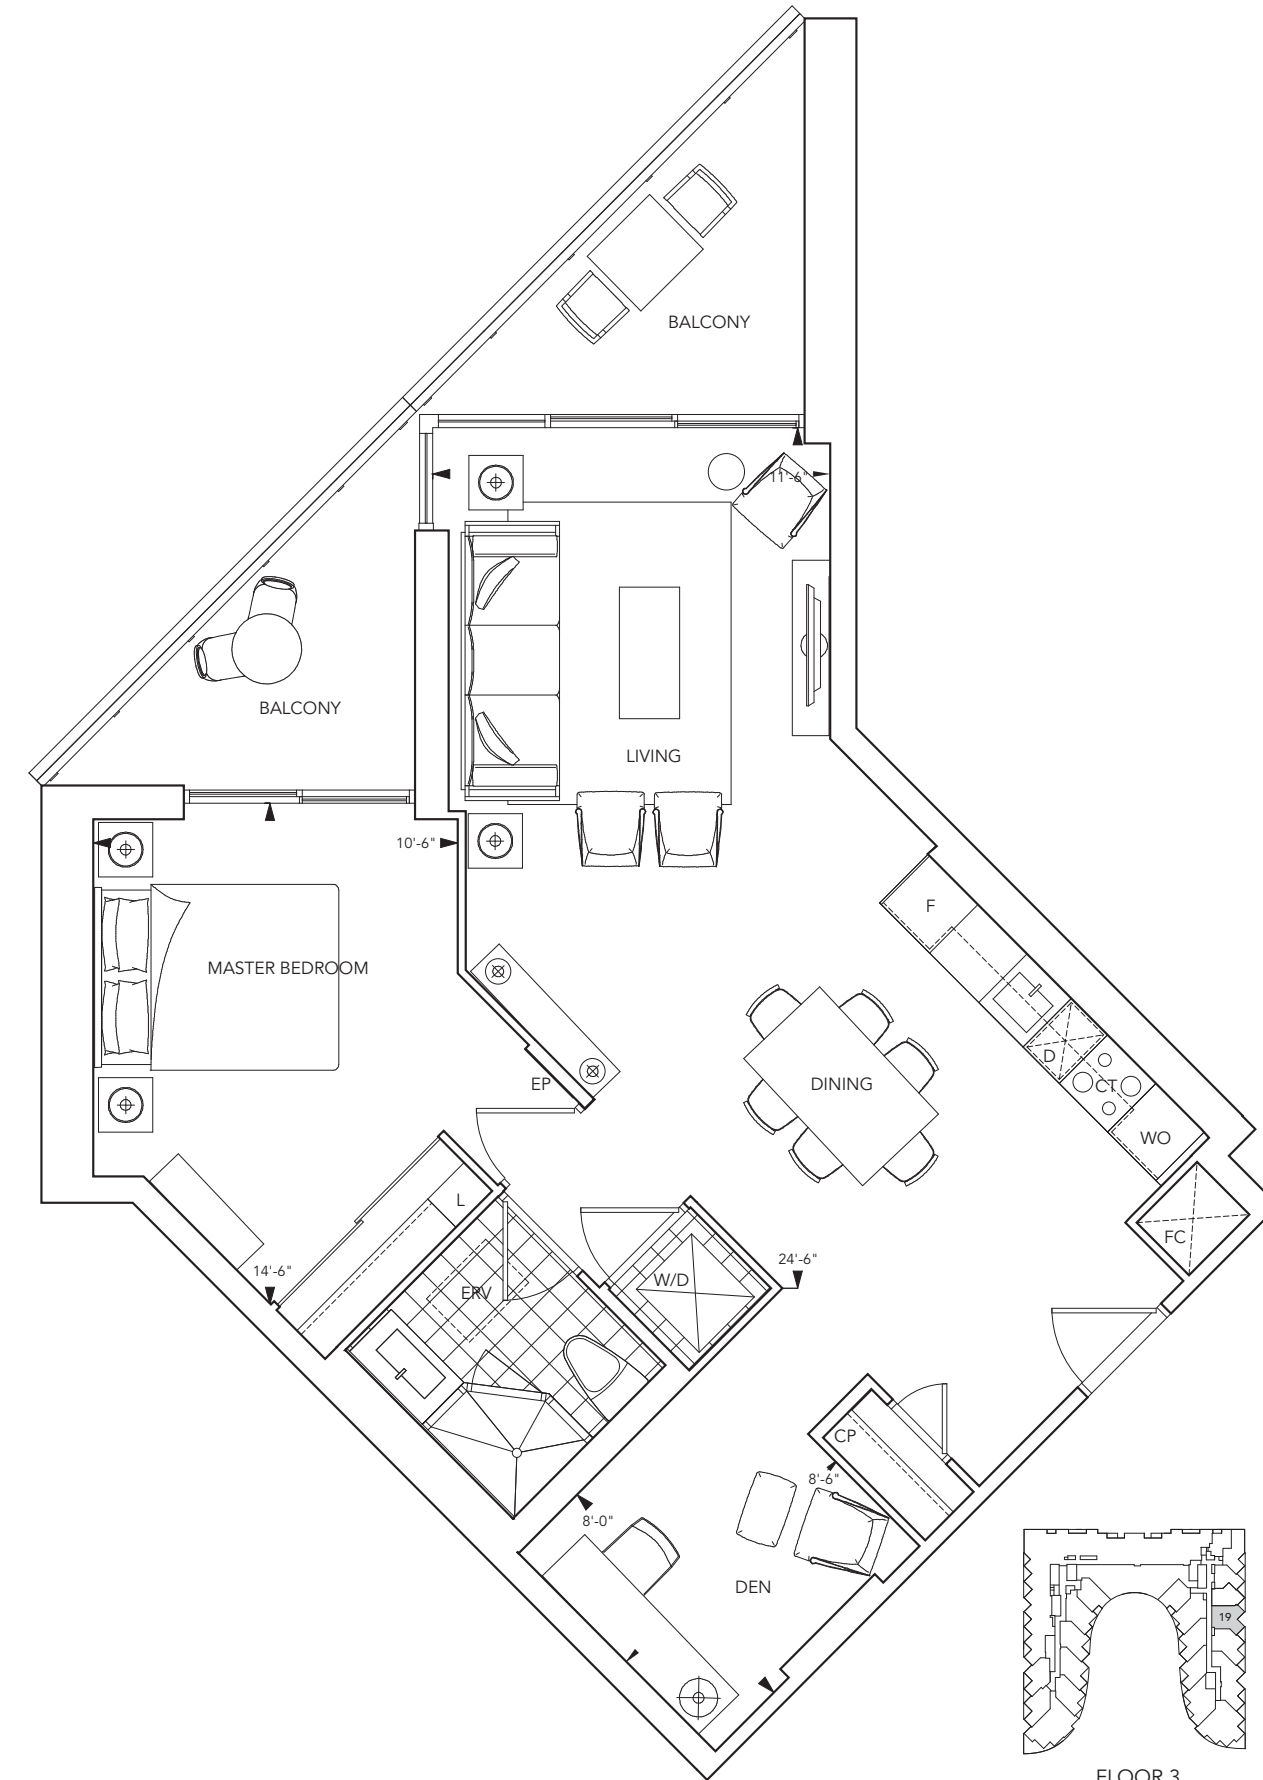 BALCONY
11'-6"
BALCONY
LIVING
10'-6"
F
MASTER BEDROOM
D
EP
DINING
CT
WO
L
FC
24'-6"
14'-6"
W/D
ERV
CP
8'-6"
8'-0"
DEN
19
FLOOR 3